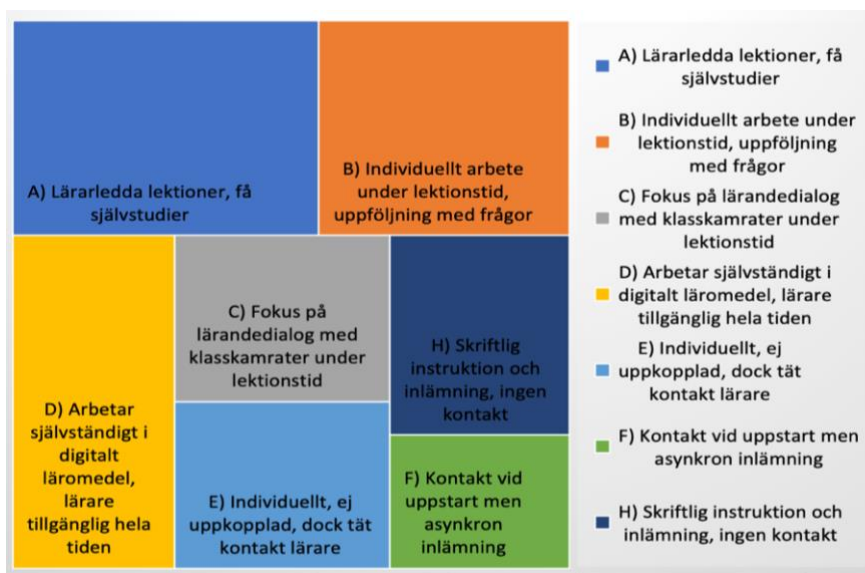 A) Lärarledda lektioner, få
självstudier
B) Individuellt arbete
under lektionstid,
uppföljning med frågor
C) Fokus på
lärandedialog med
klasskamrater under
lektionstid
D) Arbetar
självständigt i
digitalt
läromedel,
lärare
tillgänglig hela
tiden
E) Individuellt, ej
uppkopplad, dock tät
kontakt lärare
H) Skriftlig
instruktion och
inlämning, ingen
kontakt
F) Kontakt vid
uppstart men
asynkron
inlämning
A) Lärarledda lektioner, få
självstudier
B) Individuellt arbete under
lektionstid, uppföljning
med frågor
C) Fokus på lärandedialog
med klasskamrater under
lektionstid
D) Arbetar självständigt i
digitalt läromedel, lärare
tillgänglig hela tiden
E) Individuellt, ej
uppkopplad, dock tät
kontakt lärare
F) Kontakt vid uppstart men
asynkron inlämning
H) Skriftlig instruktion och
inlämning, ingen kontakt